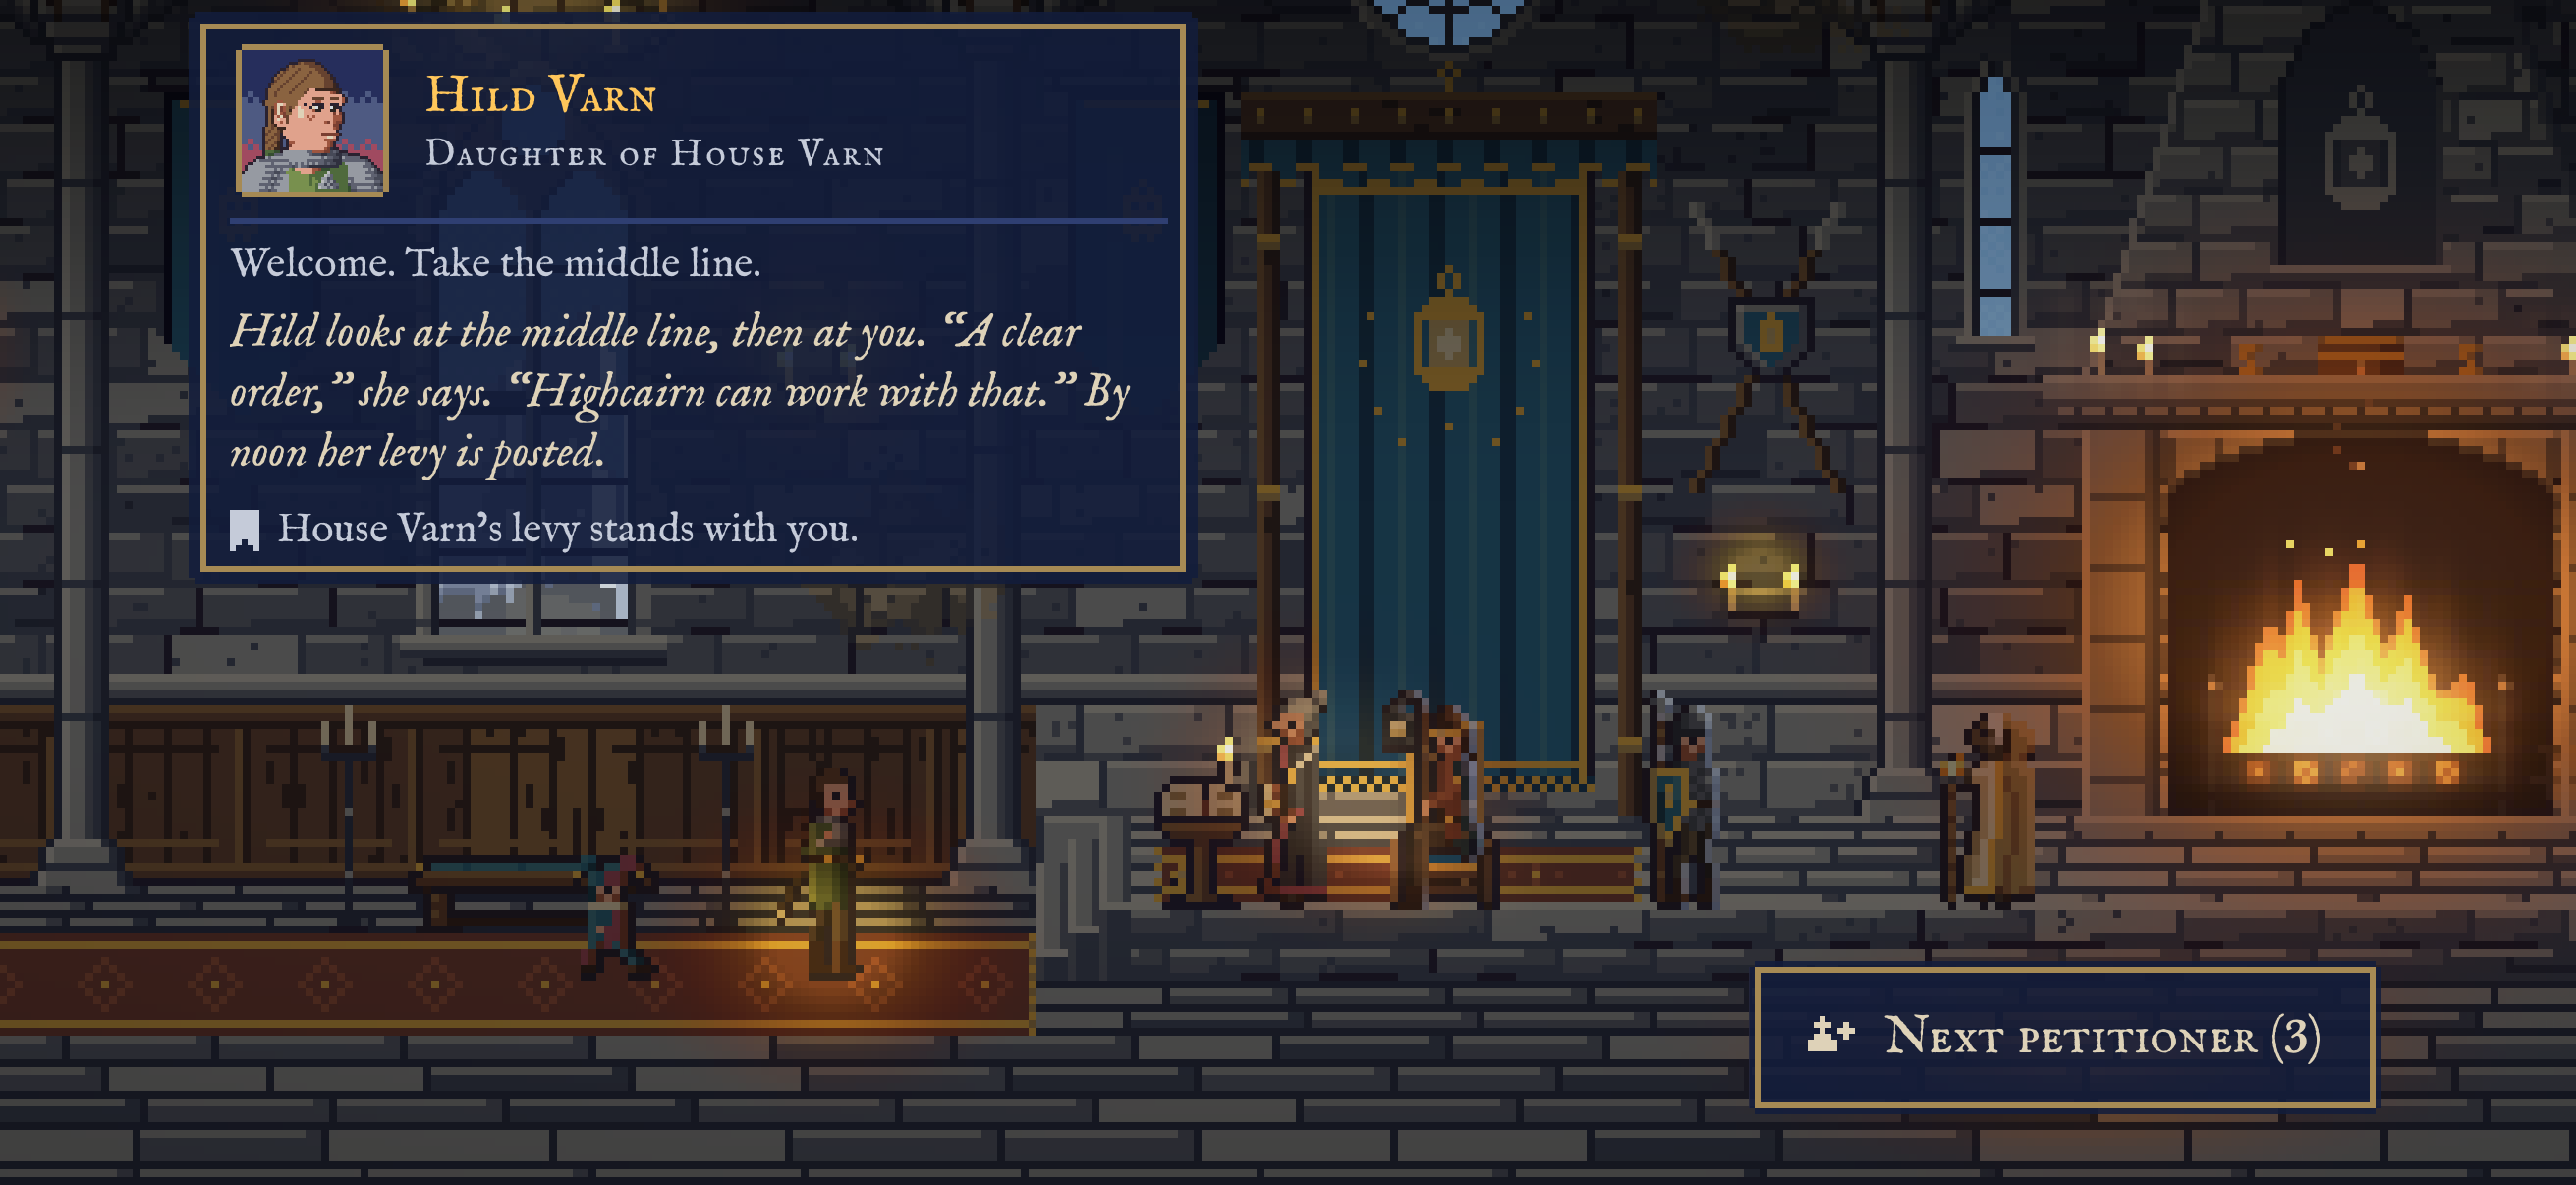 Hild Varn
Daughter of House Varn
Welcome. Take the middle line.
Hild looks at the middle line, then at you. “A clear
order,” she says. “Highcairn can work with that.” By
noon her levy is posted.
House Varn’s levy stands with you.
Next petitioner (3)